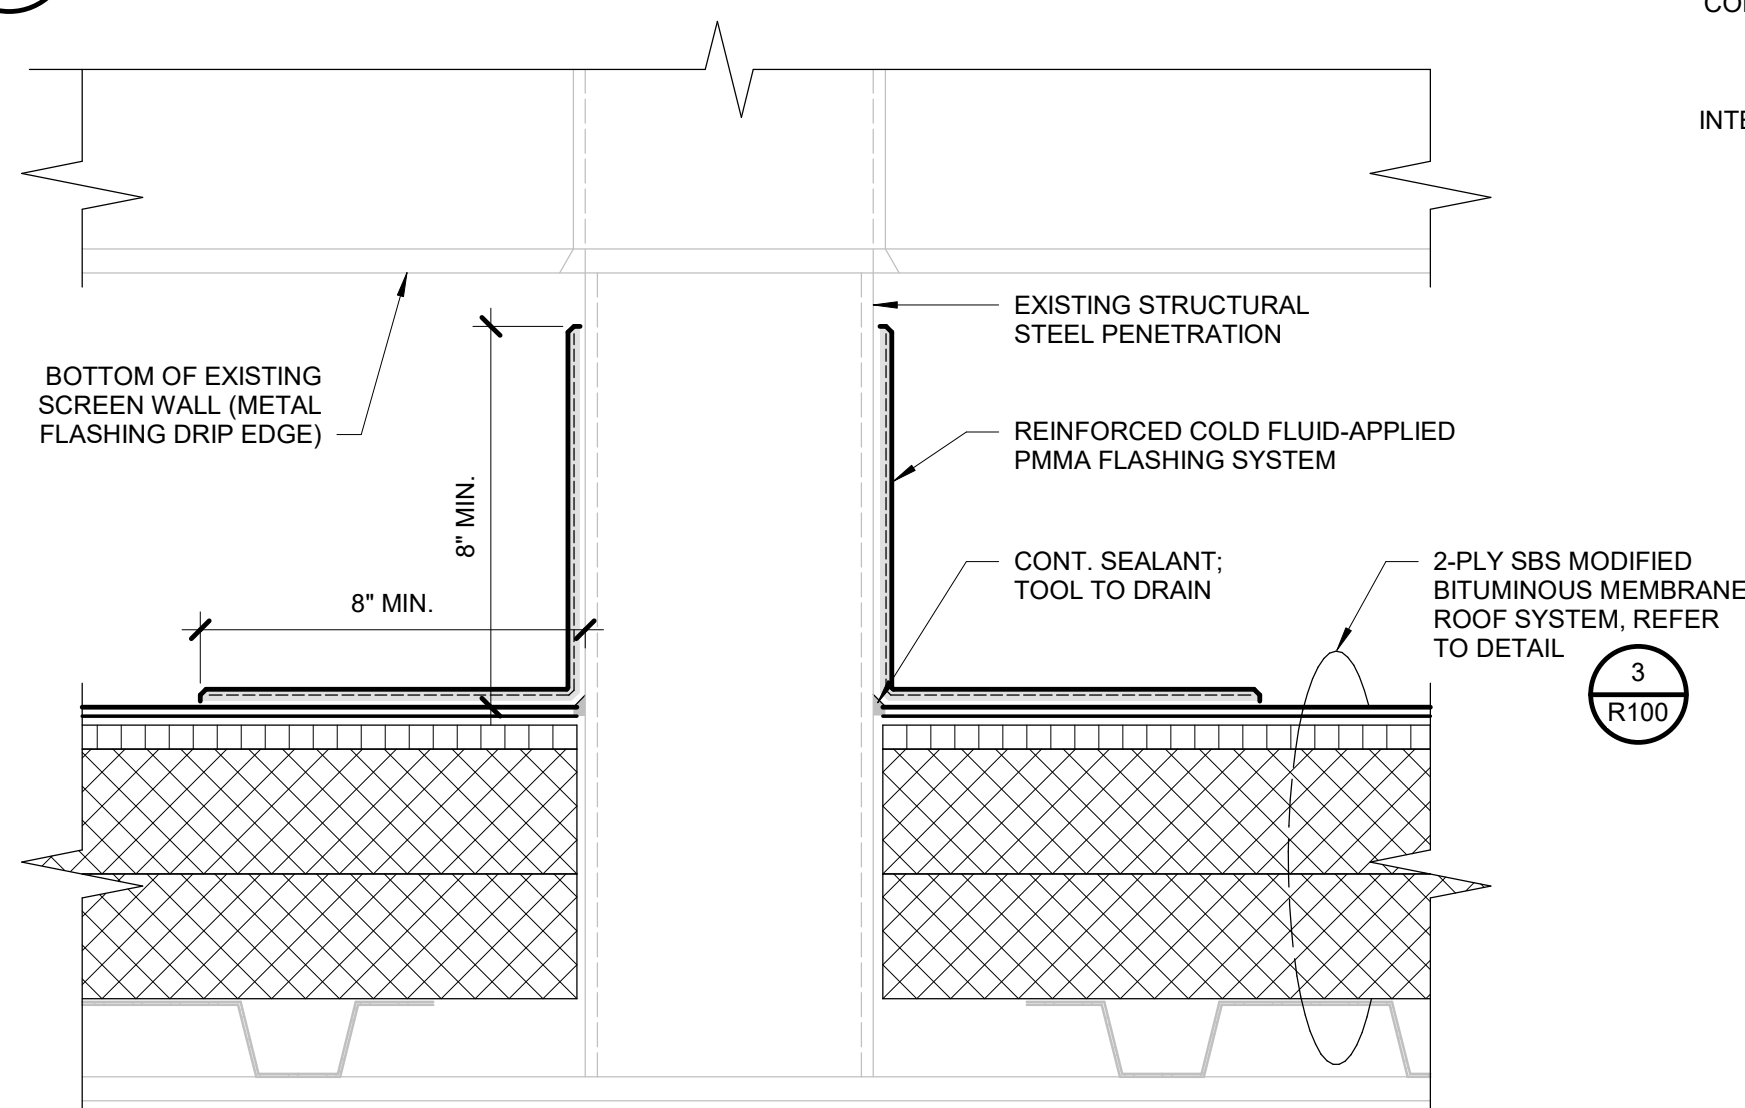 EXISTING STRUCTURAL
STEEL PENETRATION
BOTTOM OF EXISTING
SCREEN WALL (METAL
FLASHING DRIP EDGE)
REINFORCED COLD FLUID-APPLIED
PMMA FLASHING SYSTEM
8" MIN.
8" MIN.
CONT. SEALANT;
TOOL TO DRAIN
2-PLY SBS MODIFIED
BITUMINOUS MEMBRANE
ROOF SYSTEM, REFER
TO DETAIL
3
R100